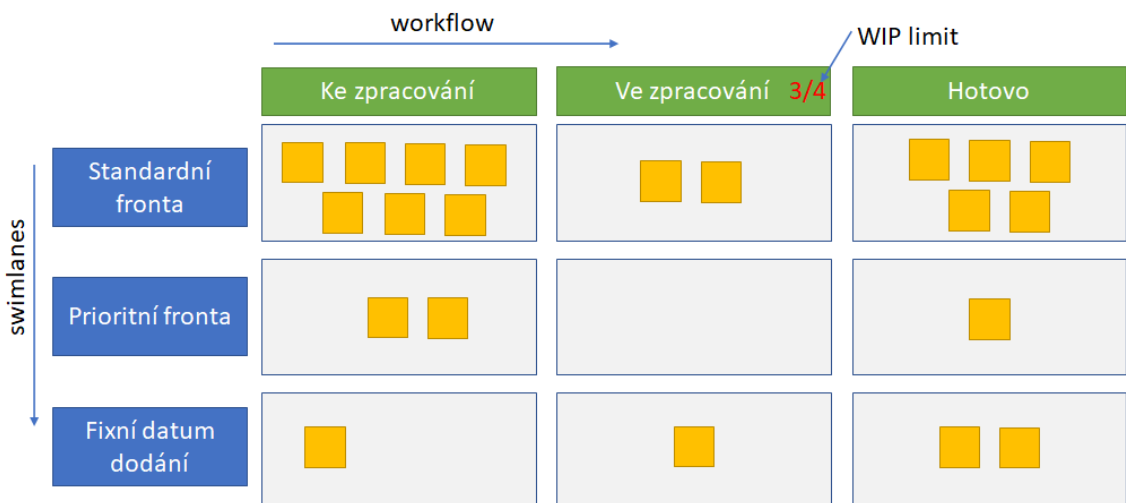 workflow
WIP limit
Ke zpracování
Ve zpracování 3/4
Hotovo
swimlanes
Standardní
fronta
Prioritní fronta
Fixní datum
dodání